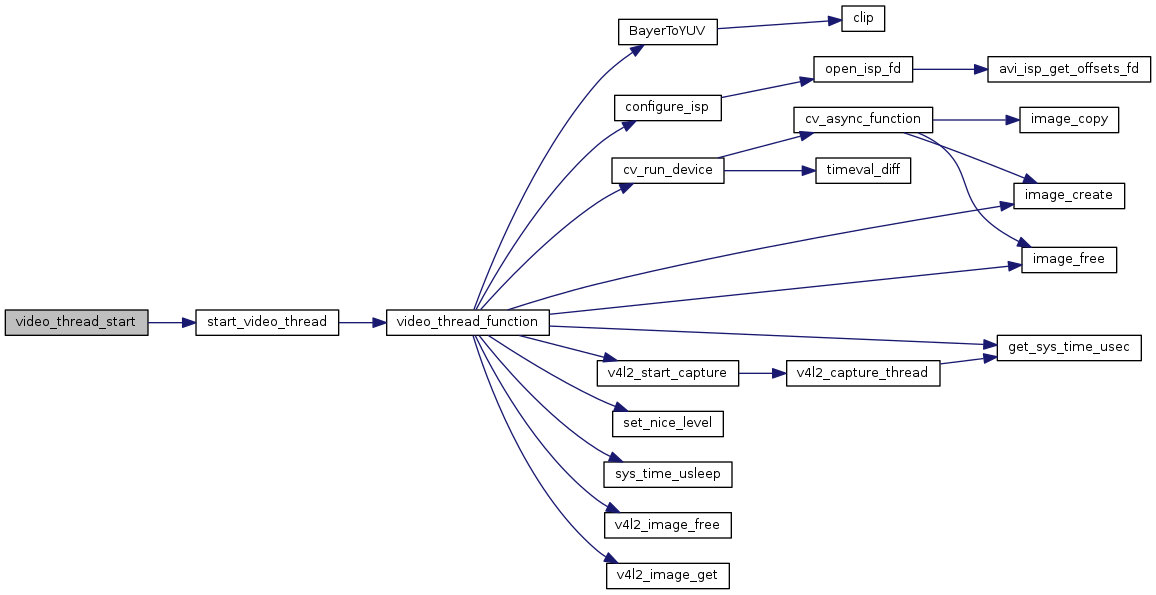 video_thread_start
start_video_thread
video_thread_function
BayerToYUV
clip
configure_isp
open_isp_fd
avi_isp_get_offsets_fd
cv_run_device
cv_async_function
image_copy
timeval_diff
image_create
image_free
get_sys_time_usec
v4l2_start_capture
v4l2_capture_thread
set_nice_level
sys_time_usleep
v4l2_image_free
v4l2_image_get